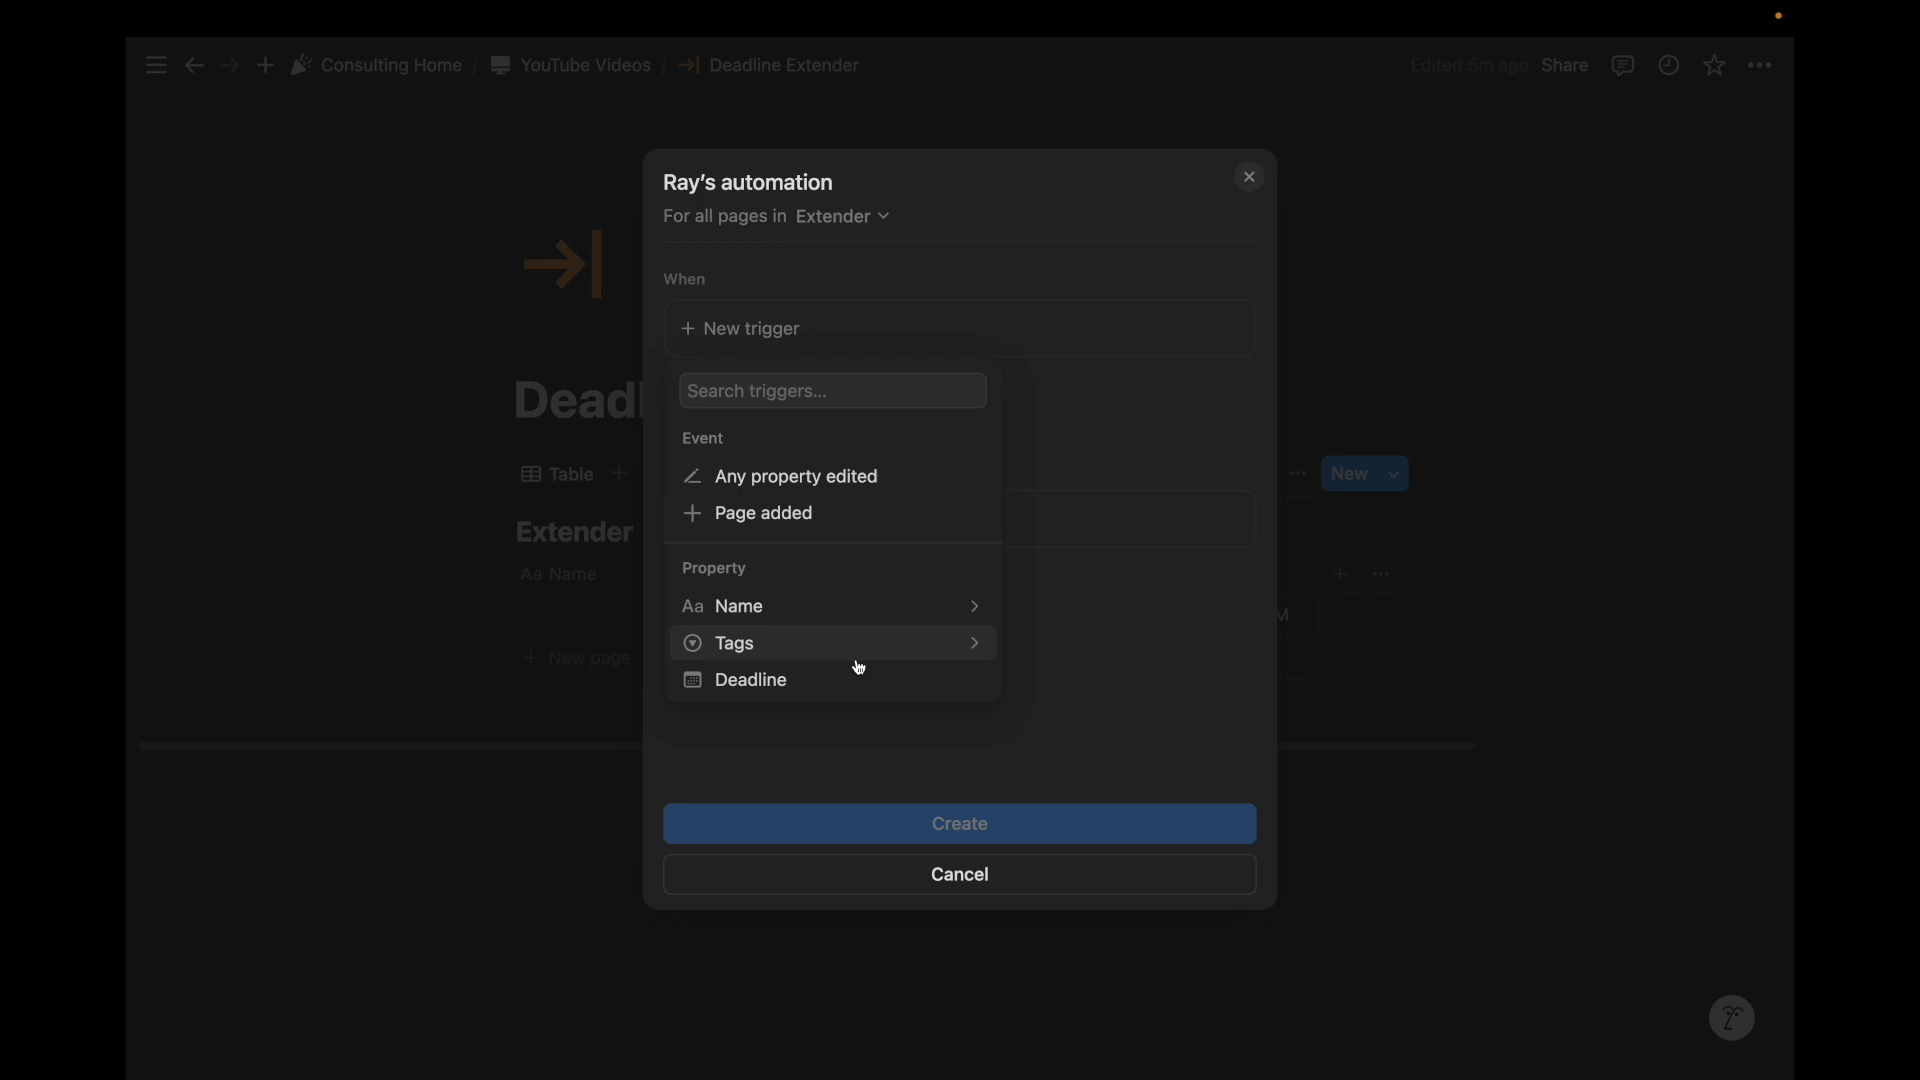 Consulting Home / YouTube Videos / Deadline Extender
Edited 5m ago Share
Ray's automation
For all pages in Extender
When
+ New trigger
Search triggers...
Event
Any property edited
Page added
Property
Aa Name
Tags
Deadline
Create
Cancel
Deadl
Table +
New
Extender
Aa Name
M
+ New page